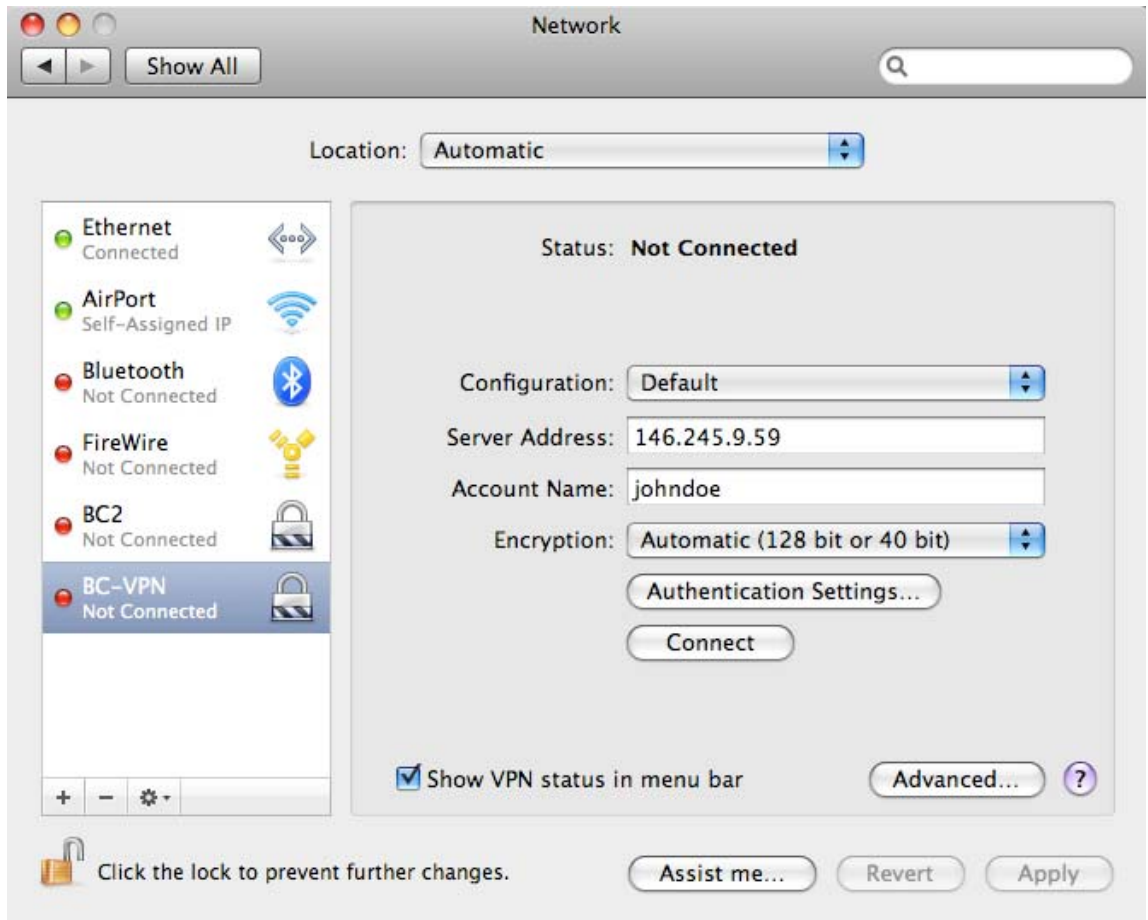 Network
Show All
Location: Automatic
Ethernet
Connected
AirPort
Self-Assigned IP
Bluetooth
Not Connected
FireWire
Not Connected
BC2
Not Connected
BC-VPN
Not Connected
Status: Not Connected
Configuration: Default
Server Address: 146.245.9.59
Account Name: johndoe
Encryption: Automatic (128 bit or 40 bit)
Authentication Settings...
Connect
Show VPN status in menu bar
Advanced...
?
Click the lock to prevent further changes.
Assist me...
Revert
Apply